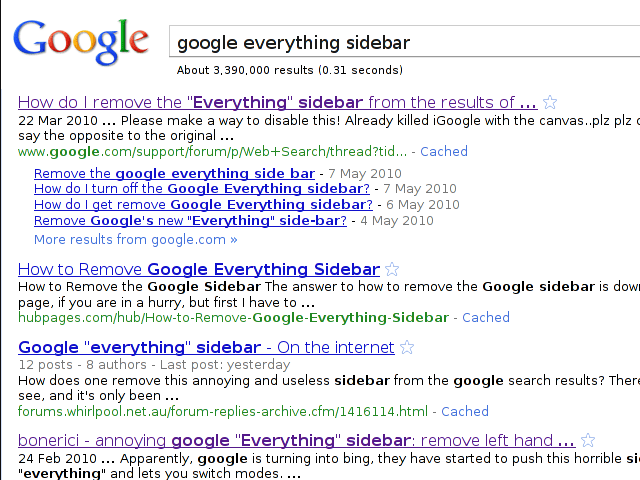 Google
google everything sidebar
About 3,390,000 results (0.31 seconds)
How do I remove the "Everything" sidebar from the results of ...
22 Mar 2010 ... Please make a way to disable this! Already killed iGoogle with the canvas..plz plz
say the opposite to the original ...
www.google.com/support/forum/p/Web+Search/thread?tid... - Cached
Remove the google everything side bar - 7 May 2010
How do I turn off the Google Everything sidebar? - 7 May 2010
How do I get remove Google Everything sidebar? - 6 May 2010
Remove Google's new "Everything" side-bar? - 4 May 2010
More results from google.com »
How to Remove Google Everything Sidebar
How to Remove the Google Sidebar The answer to how to remove the Google sidebar is
page, if you are in a hurry, but first I have to ...
hubpages.com/hub/How-to-Remove-Google-Everything-Sidebar - Cached
Google "everything" sidebar - On the internet
12 posts - 8 authors - Last post: yesterday
How does one remove this annoying and useless sidebar from the google search results? There
see, and it's only been ...
forums.whirlpool.net.au/forum-replies-archive.cfm/1416114.html - Cached
bonerici - annoying google "Everything" sidebar: remove left hand ...
24 Feb 2010 ... Apparently, google is turning into bing, they have started to push this horrible
"everything" and lets you switch modes. ...